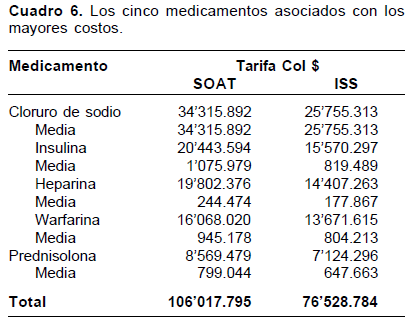 Cuadro 6. Los cinco medicamentos asociados con los
mayores costos.
Medicamento Tarifa Col $
SOAT ISS
Cloruro de sodio 34'315.892 25'755.313
Media 34'315.892 25'755.313
Insulina 20'443.594 15'570.297
Media 1'075.979 819.489
Heparina 19'802.376 14'407.263
Media 244.474 177.867
Warfarina 16'068.020 13'671.615
Media 945.178 804.213
Prednisolona 8'569.479 7'124.296
Media 799.044 647.663
Total 106'017.795 76'528.784